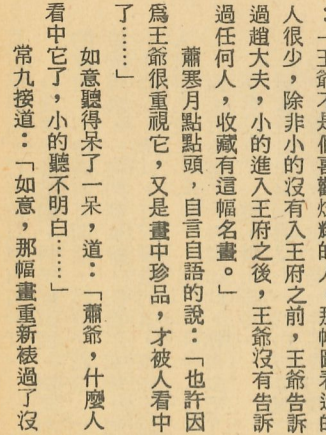 ：「王爺不是個喜歡炫耀的人，那幅圖看過的
人很少，除非小的沒有入王府之前，王爺告訴
過趙大夫，小的進入王府之後，王爺沒有告訴
過任何人，收藏有這幅名畫。」
蕭寒月點點頭，自言自語的說：「也許因
爲王爺很重視它，又是畫中珍品，才被人看中
了……」
如意聽得呆了一呆，道：「蕭爺，什麼人
看中它了，小的聽不明白……」
常九接道：「如意，那幅畫重新裱過了沒